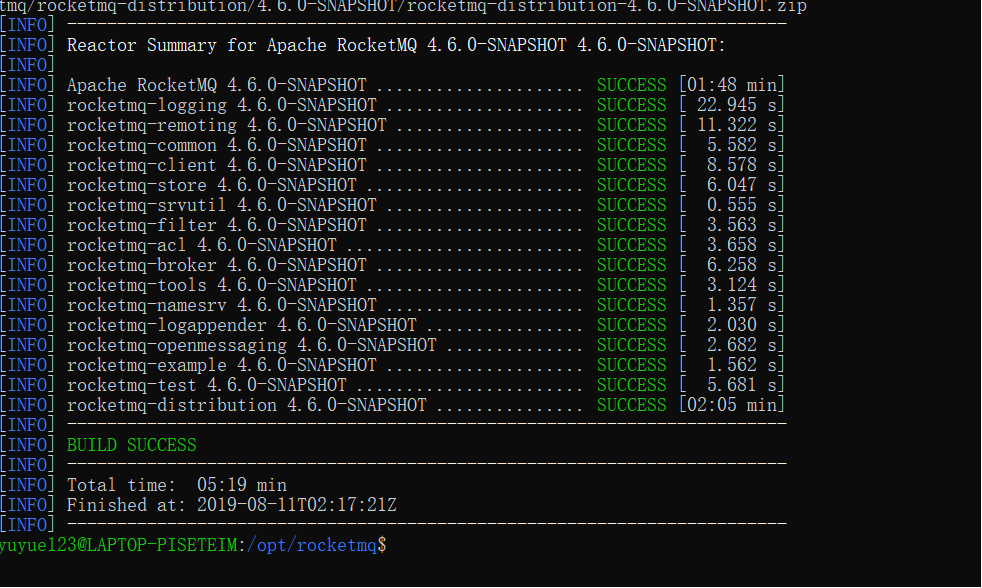 tmq/rocketmq-distribution/4.6.0-SNAPSHOT/rocketmq-distribution-4.6.0-SNAPSHOT.zip
[INFO] ------------------------------------------------------------------------
[INFO] Reactor Summary for Apache RocketMQ 4.6.0-SNAPSHOT 4.6.0-SNAPSHOT:
[INFO]
[INFO] Apache RocketMQ 4.6.0-SNAPSHOT ..................... SUCCESS [01:48 min]
[INFO] rocketmq-logging 4.6.0-SNAPSHOT .................... SUCCESS [ 22.945 s]
[INFO] rocketmq-remoting 4.6.0-SNAPSHOT ................... SUCCESS [ 11.322 s]
[INFO] rocketmq-common 4.6.0-SNAPSHOT ..................... SUCCESS [  5.582 s]
[INFO] rocketmq-client 4.6.0-SNAPSHOT ..................... SUCCESS [  8.578 s]
[INFO] rocketmq-store 4.6.0-SNAPSHOT ...................... SUCCESS [  6.047 s]
[INFO] rocketmq-srvutil 4.6.0-SNAPSHOT .................... SUCCESS [  0.555 s]
[INFO] rocketmq-filter 4.6.0-SNAPSHOT ..................... SUCCESS [  3.563 s]
[INFO] rocketmq-acl 4.6.0-SNAPSHOT ........................ SUCCESS [  3.658 s]
[INFO] rocketmq-broker 4.6.0-SNAPSHOT ..................... SUCCESS [  6.258 s]
[INFO] rocketmq-tools 4.6.0-SNAPSHOT ...................... SUCCESS [  3.124 s]
[INFO] rocketmq-namesrv 4.6.0-SNAPSHOT .................... SUCCESS [  1.357 s]
[INFO] rocketmq-logappender 4.6.0-SNAPSHOT ................ SUCCESS [  2.030 s]
[INFO] rocketmq-openmessaging 4.6.0-SNAPSHOT .............. SUCCESS [  2.682 s]
[INFO] rocketmq-example 4.6.0-SNAPSHOT .................... SUCCESS [  1.562 s]
[INFO] rocketmq-test 4.6.0-SNAPSHOT ....................... SUCCESS [  5.681 s]
[INFO] rocketmq-distribution 4.6.0-SNAPSHOT ............... SUCCESS [02:05 min]
[INFO] ------------------------------------------------------------------------
[INFO] BUILD SUCCESS
[INFO] ------------------------------------------------------------------------
[INFO] Total time:  05:19 min
[INFO] Finished at: 2019-08-11T02:17:21Z
[INFO] ------------------------------------------------------------------------
yuyue123@LAPTOP-PISETEIM:/opt/rocketmq$